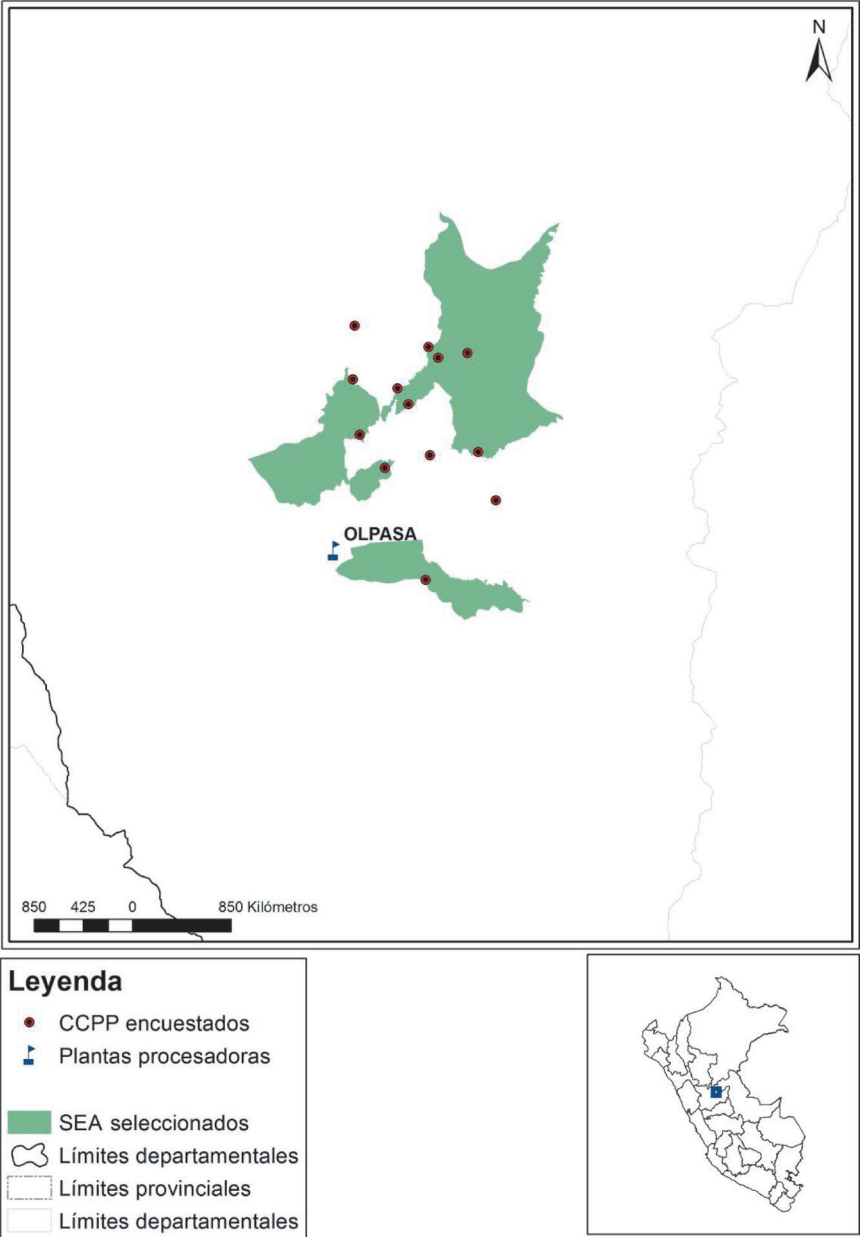 N
OLPASA
850 425 0 850 Kilómetros
Leyenda
CCPP encuestados
Plantas procesadoras
SEA seleccionados
Límites departamentales
Límites provinciales
Límites departamentales